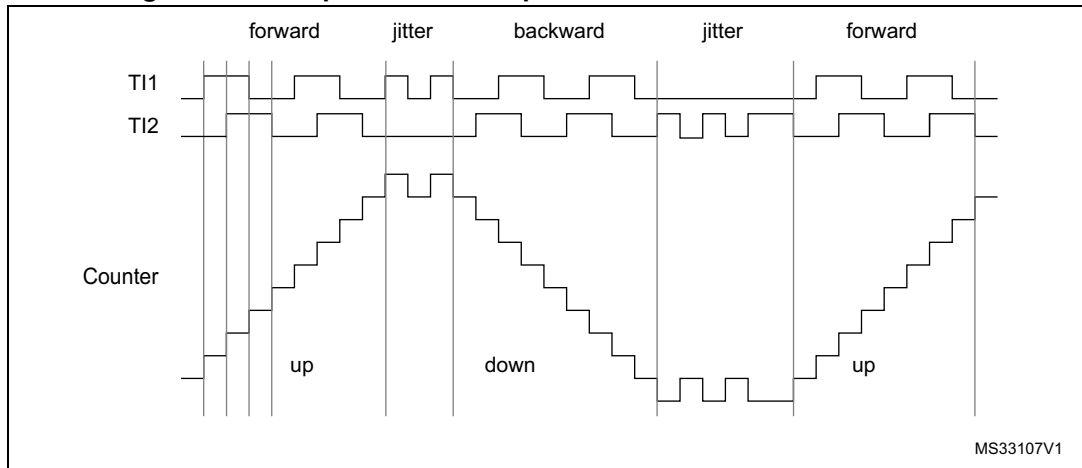 forward jitter backward jitter forward
TI1
TI2
Counter
up down up
MS33107V1